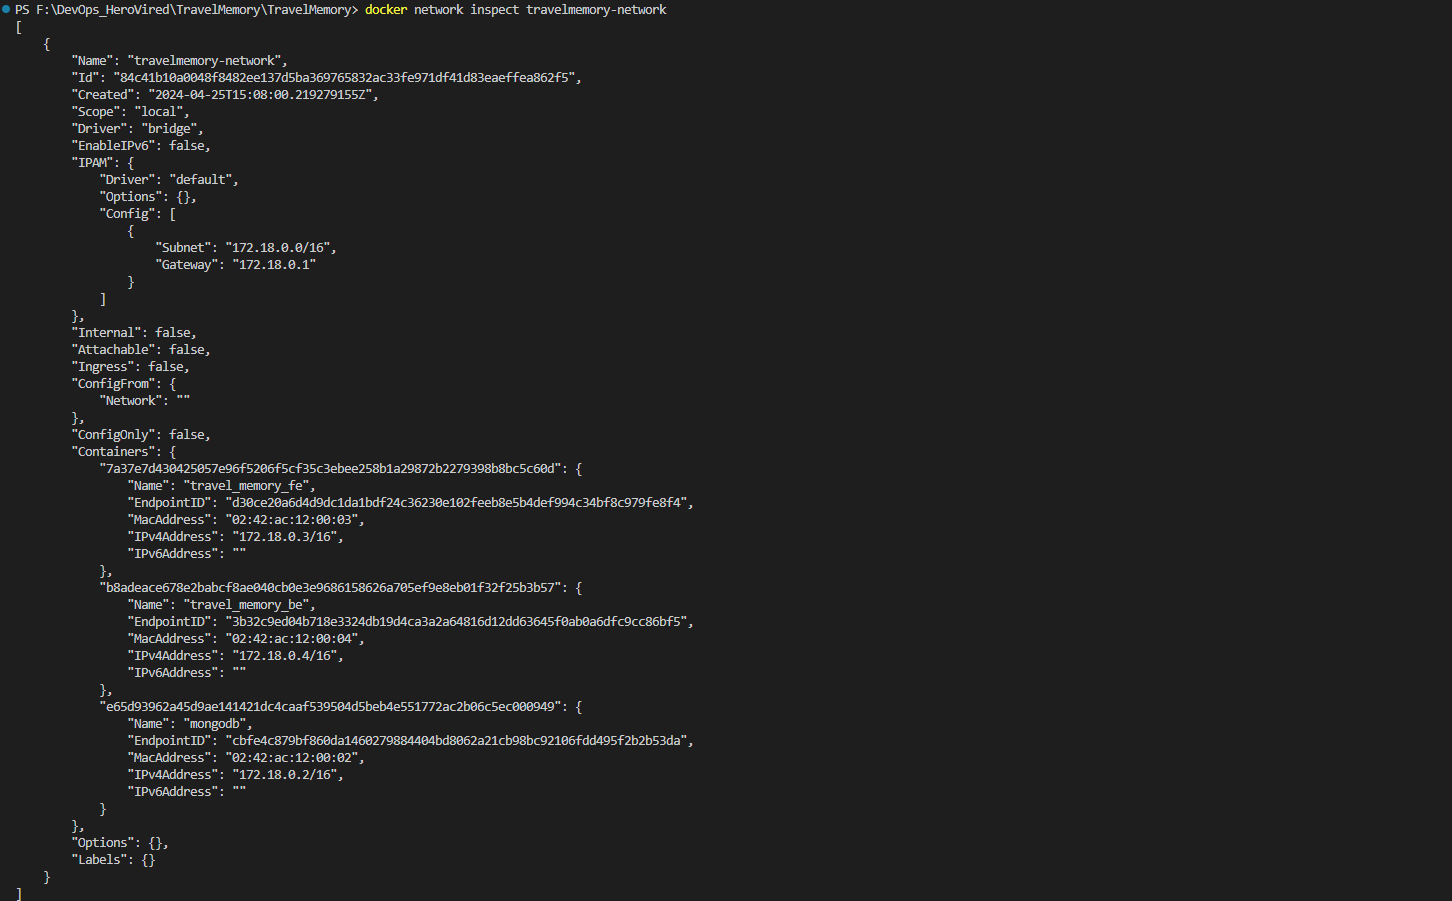 PS F:\DevOps_HeroVired\TravelMemory\TravelMemory> docker network inspect travelmemory-network
[
    {
        "Name": "travelmemory-network",
        "Id": "84c41b10a0048f8482ee137d5ba369765832ac33fe971df41d83eaeffea862f5",
        "Created": "2024-04-25T15:08:00.219279155Z",
        "Scope": "local",
        "Driver": "bridge",
        "EnableIPv6": false,
        "IPAM": {
            "Driver": "default",
            "Options": {},
            "Config": [
                {
                    "Subnet": "172.18.0.0/16",
                    "Gateway": "172.18.0.1"
                }
            ]
        },
        "Internal": false,
        "Attachable": false,
        "Ingress": false,
        "ConfigFrom": {
            "Network": ""
        },
        "ConfigOnly": false,
        "Containers": {
            "7a37e7d430425057e96f5206f5cf35c3ebee258b1a29872b2279398b8bc5c60d": {
                "Name": "travel_memory_fe",
                "EndpointID": "d30ce20a6d4d9dc1da1bdf24c36230e102feeb8e5b4def994c34bf8c979fe8f4",
                "MacAddress": "02:42:ac:12:00:03",
                "IPv4Address": "172.18.0.3/16",
                "IPv6Address": ""
            },
            "b8adeace678e2babcf8ae040cb0e3e9686158626a705ef9e8eb01f32f25b3b57": {
                "Name": "travel_memory_be",
                "EndpointID": "3b32c9ed04b718e3324db19d4ca3a2a64816d12dd63645f0ab0a6dfc9cc86bf5",
                "MacAddress": "02:42:ac:12:00:04",
                "IPv4Address": "172.18.0.4/16",
                "IPv6Address": ""
            },
            "e65d93962a45d9ae141421dc4caaf539504d5beb4e551772ac2b06c5ec000949": {
                "Name": "mongodb",
                "EndpointID": "cbfe4c879bf860da1460279884404bd8062a21cb98bc92106fdd495f2b2b53da",
                "MacAddress": "02:42:ac:12:00:02",
                "IPv4Address": "172.18.0.2/16",
                "IPv6Address": ""
            }
        },
        "Options": {},
        "Labels": {}
    }
]